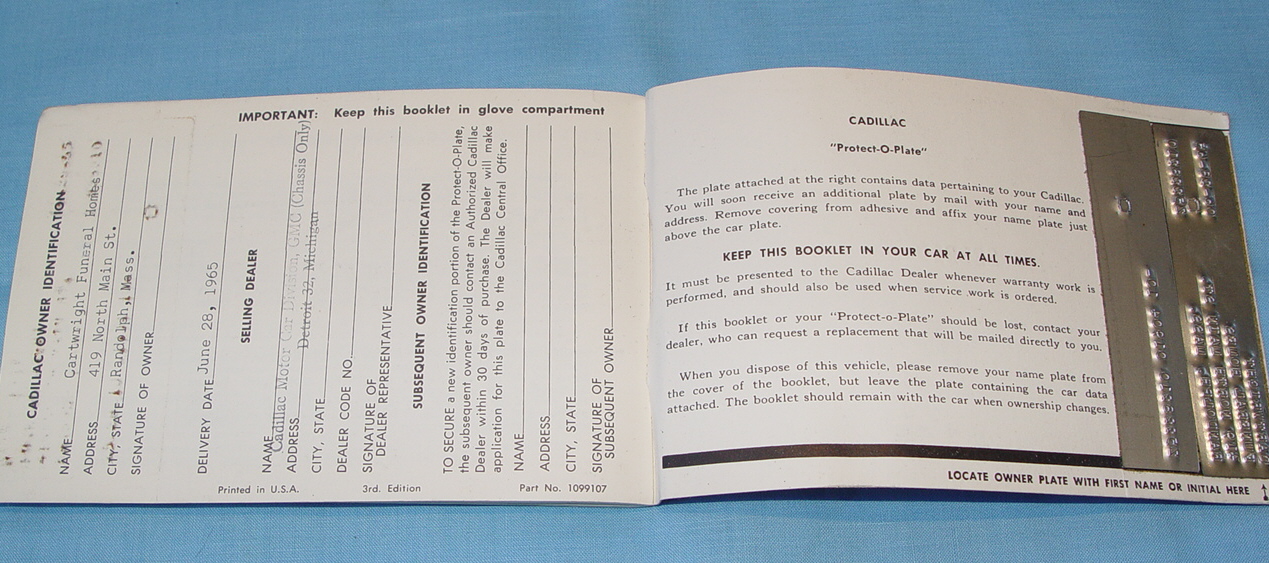 IMPORTANT: Keep this booklet in glove compartment
CADILLAC OWNER IDENTIFICATION
NAME Cartwright Funeral Homes
ADDRESS 419 North Main St.
CITY, STATE Randolph, Mass.
SIGNATURE OF OWNER
DELIVERY DATE June 28, 1965
SELLING DEALER
NAME Cadillac Motor Car Division, GMC (Chassis Only)
ADDRESS Detroit 32, Michigan
CITY, STATE
DEALER CODE NO.
SIGNATURE OF
DEALER REPRESENTATIVE
SUBSEQUENT OWNER IDENTIFICATION
TO SECURE a new identification portion of the Protect-O-Plate,
the subsequent owner should contact an Authorized Cadillac
Dealer within 30 days of purchase. The Dealer will make
application for this plate to the Cadillac Central Office.
NAME
ADDRESS
CITY, STATE
SIGNATURE OF
SUBSEQUENT OWNER
Printed in U.S.A. 3rd. Edition Part No. 1099107
CADILLAC
"Protect-O-Plate"
The plate attached at the right contains data pertaining to your Cadillac.
You will soon receive an additional plate by mail with your name and
address. Remove covering from adhesive and affix your name plate just
above the car plate.
KEEP THIS BOOKLET IN YOUR CAR AT ALL TIMES.
It must be presented to the Cadillac Dealer whenever warranty work is
performed, and should also be used when service work is ordered.
If this booklet or your "Protect-o-Plate" should be lost, contact your
dealer, who can request a replacement that will be mailed directly to you.
When you dispose of this vehicle, please remove your name plate from
the cover of the booklet, but leave the plate containing the car data
attached. The booklet should remain with the car when ownership changes.
LOCATE OWNER PLATE WITH FIRST NAME OR INITIAL HERE